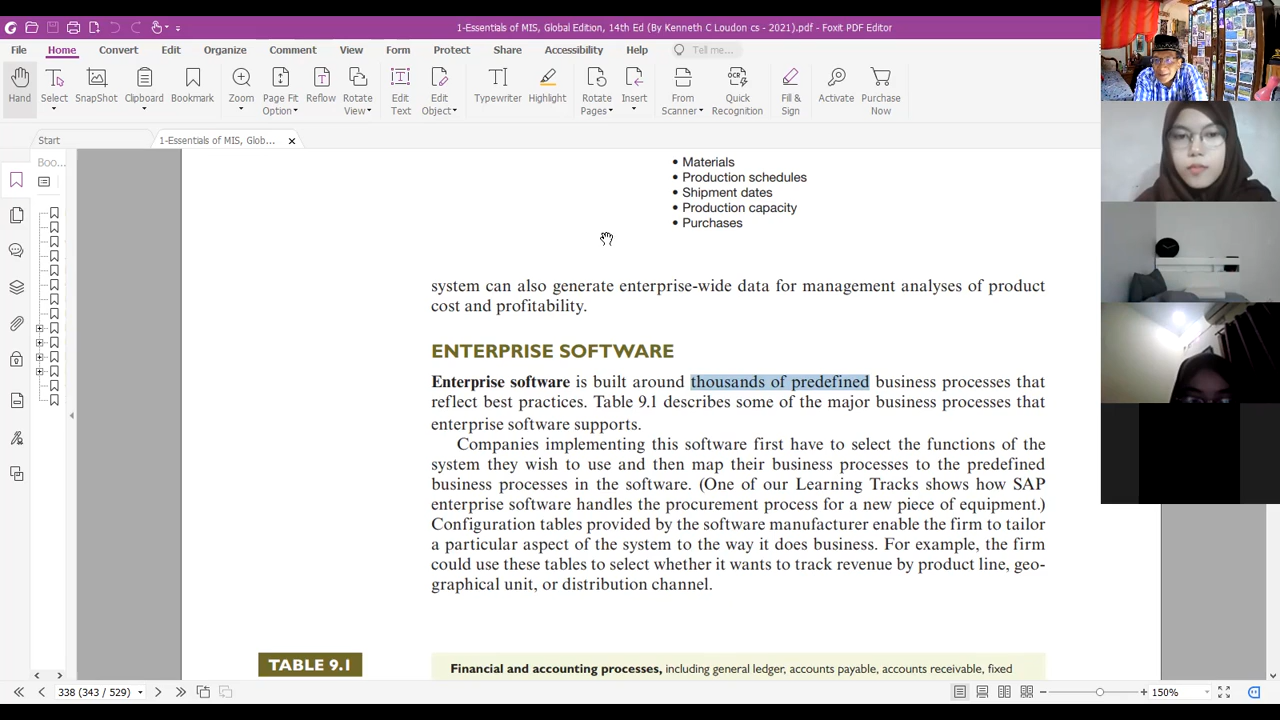 1-Essentials of MIS, Global Edition, 14th Ed (By Kenneth C Loudon cs - 2021).pdf - Foxit PDF Editor
File Home Convert Edit Organize Comment View Form Protect Share Accessibility Help Tell me...
Hand Select SnapShot Clipboard Bookmark Zoom Page Fit Option Reflow Rotate View Edit Text Edit Object Typewriter Highlight Rotate Pages Insert From Scanner OCR Quick Recognition Fill & Sign Activate Purchase Now
Start 1-Essentials of MIS, Glob...
Boo...
• Materials
• Production schedules
• Shipment dates
• Production capacity
• Purchases
system can also generate enterprise-wide data for management analyses of product
cost and profitability.
ENTERPRISE SOFTWARE
Enterprise software is built around thousands of predefined business processes that
reflect best practices. Table 9.1 describes some of the major business processes that
enterprise software supports.
Companies implementing this software first have to select the functions of the
system they wish to use and then map their business processes to the predefined
business processes in the software. (One of our Learning Tracks shows how SAP
enterprise software handles the procurement process for a new piece of equipment.)
Configuration tables provided by the software manufacturer enable the firm to tailor
a particular aspect of the system to the way it does business. For example, the firm
could use these tables to select whether it wants to track revenue by product line, geo-
graphical unit, or distribution channel.
TABLE 9.1
Financial and accounting processes, including general ledger, accounts payable, accounts receivable, fixed
338 (343 / 529) 150%